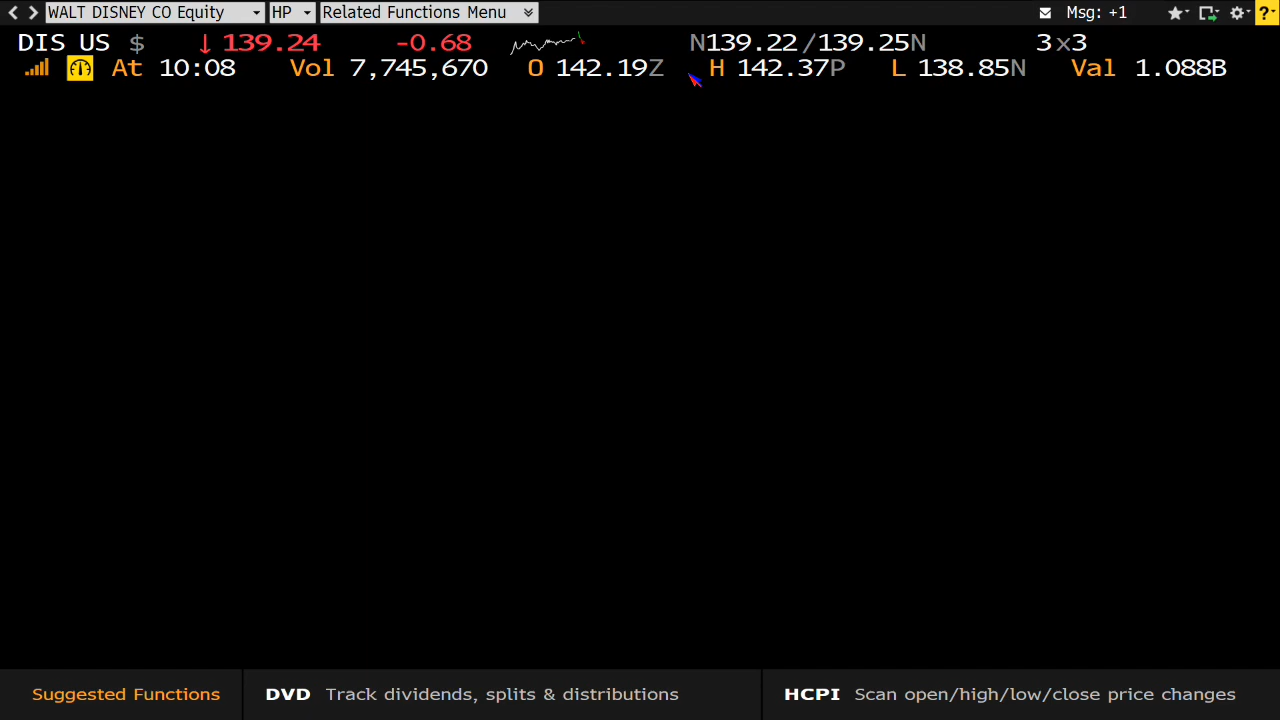 WALT DISNEY CO Equity HP Related Functions Menu Msg: +1 ?
DIS US $ ↓ 139.24 -0.68 N139.22 /139.25N 3x3
At 10:08 Vol 7,745,670 O 142.19Z H 142.37P L 138.85N Val 1.088B
Suggested Functions DVD Track dividends, splits & distributions HCPI Scan open/high/low/close price changes